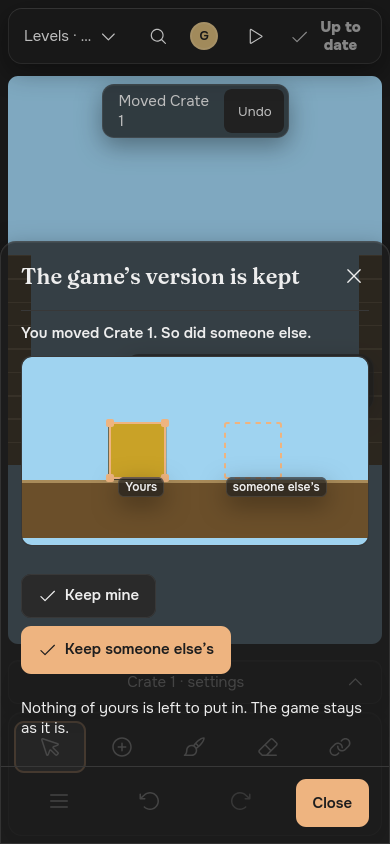 Levels · ...
G
Up to
date
Moved Crate
1
Undo
The game’s version is kept
You moved Crate 1. So did someone else.
Yours
someone else’s
Keep mine
Keep someone else’s
Crate 1 · settings
Nothing of yours is left to put in. The game stays
as it is.
Close